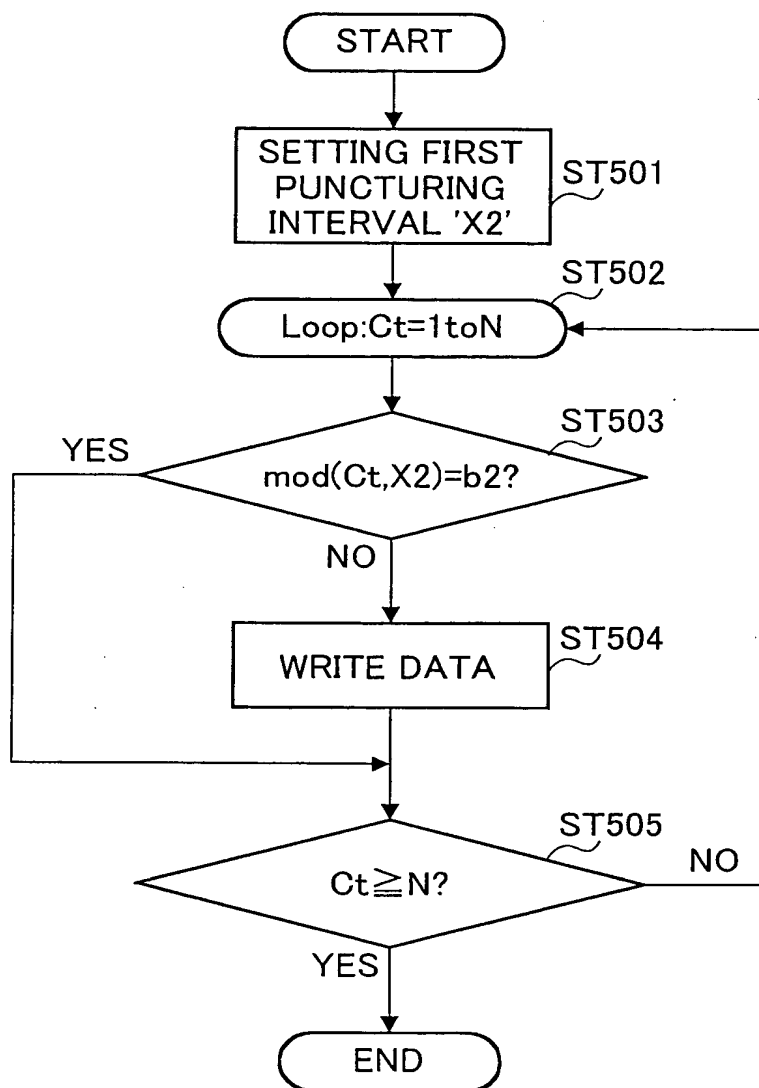 START
SETTING FIRST
PUNCTURING
INTERVAL 'X2'
ST501
ST502
Loop:Ct=1toN
ST503
YES
mod(Ct,X2)=b2?
NO
ST504
WRITE DATA
ST505
Ct≧N?
NO
YES
END